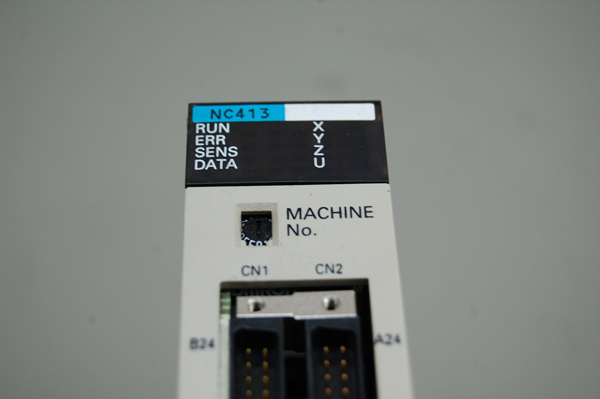 NC413
RUN X
ERR Y
SENS Z
DATA U
MACHINE
No.
CN1 CN2
B24 A24